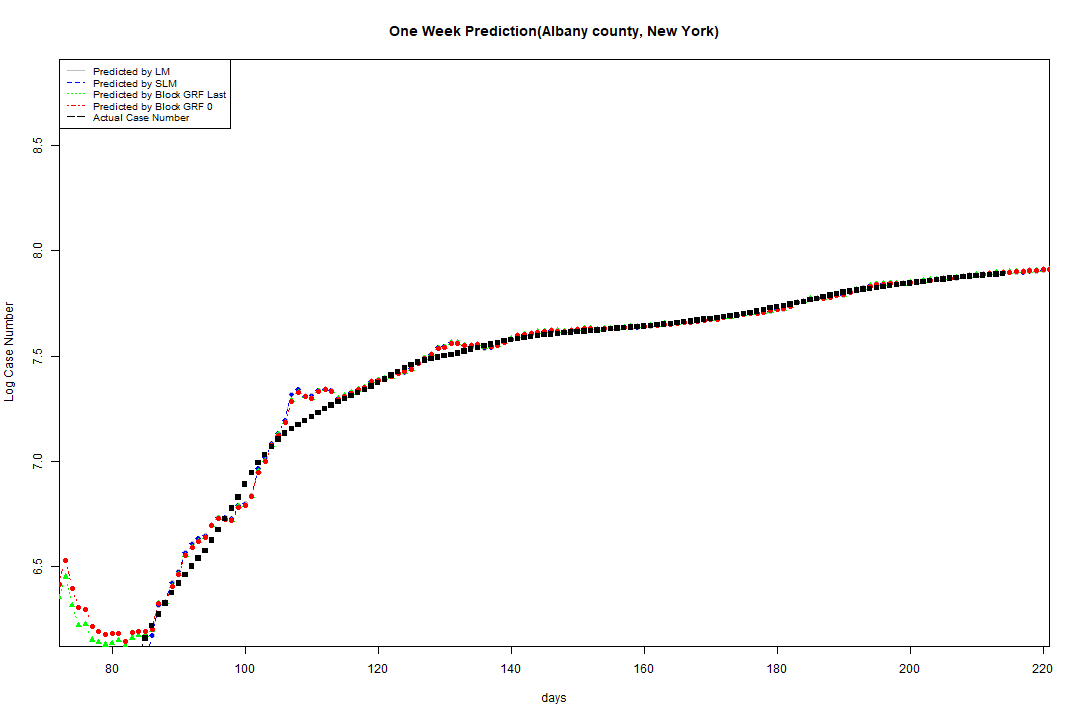 One Week Prediction(Albany county, New York)
Predicted by LM
Predicted by SLM
Predicted by Block GRF Last
Predicted by Block GRF 0
Actual Case Number
8.5
8.0
7.5
7.0
6.5
Log Case Number
80 100 120 140 160 180 200 220
days